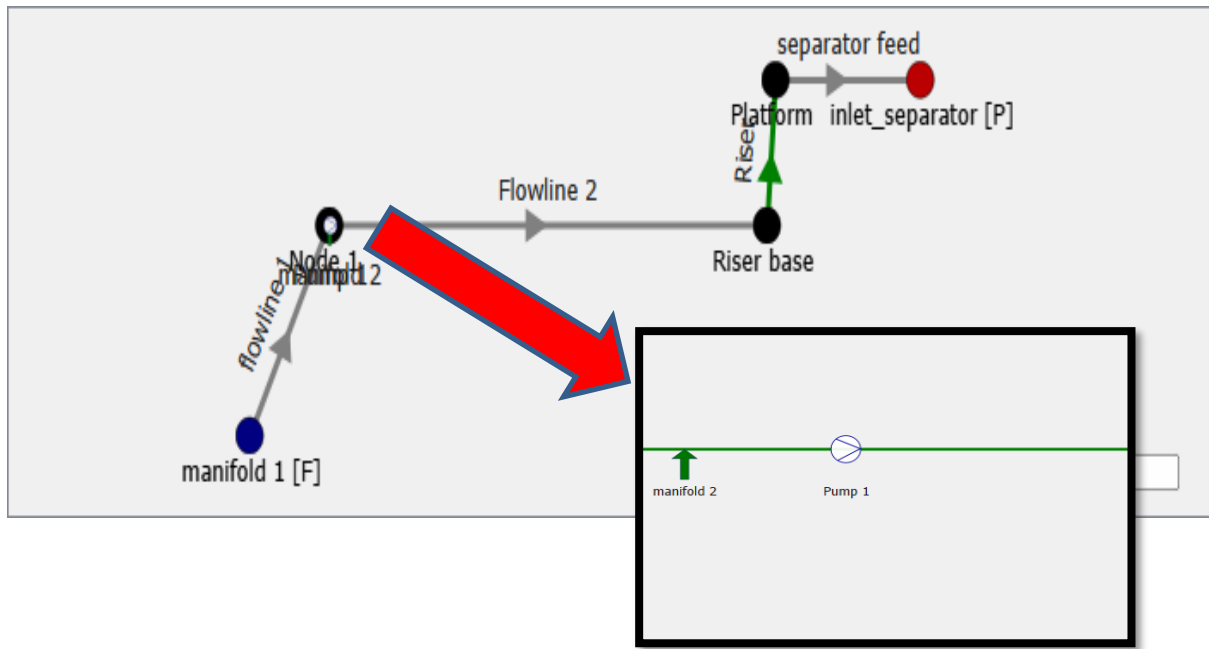 separator feed
Platform
inlet_separator [P]
Riser
Flowline 2
Node 1
Riser base
flowline 1
manifold 1 [F]
manifold 2
Pump 1